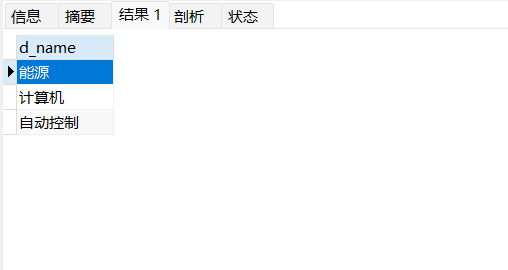 信息 摘要 结果 1 剖析 状态
d_name
能源
计算机
自动控制